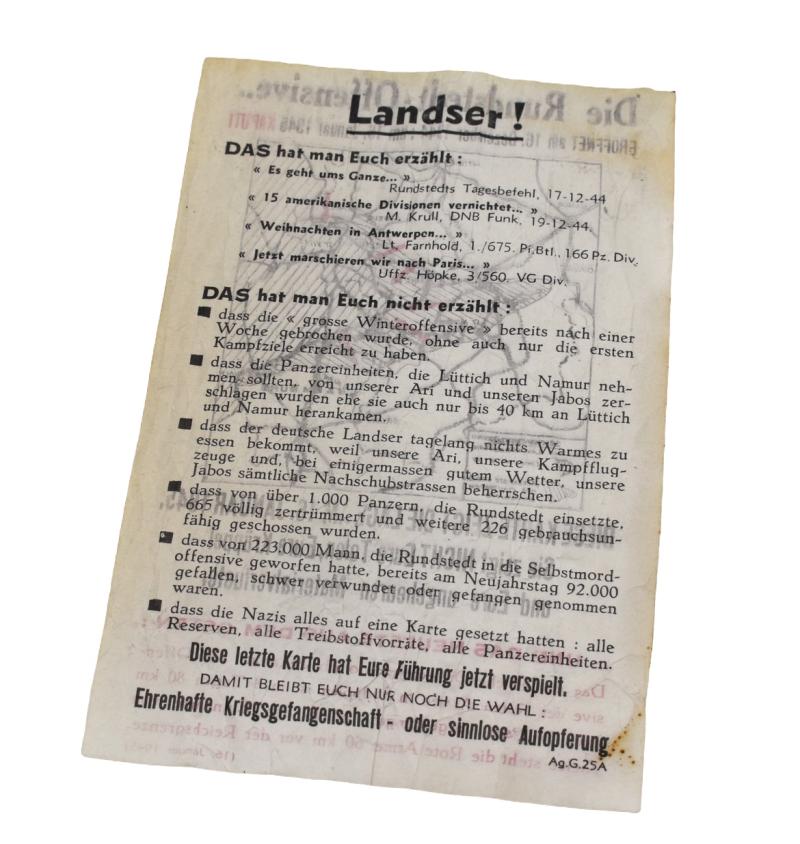 Landser !
DAS hat man Euch erzählt :
« Es geht ums Ganze... »
Rundstedts Tagesbefehl, 17-12-44
« 15 amerikanische Divisionen vernichtet... »
M. Krull, DNB Funk, 19-12-44.
« Weihnachten in Antwerpen... »
Lt. Farnhold, 1./675. Pi.Btl., 166 Pz. Div.
« Jetzt marschieren wir nach Paris... »
Uffz. Höpke, 3/560. VG Div.
DAS hat man Euch nicht erzählt :
■ dass die « grosse Winteroffensive » bereits nach einer
Woche gebrochen wurde, ohne auch nur die ersten
Kampfziele erreicht zu haben.
■ dass die Panzereinheiten, die Lüttich und Namur neh-
men sollten, von unserer Ari und unseren Jabos zer-
schlagen wurden ehe sie auch nur bis 40 km an Lüttich
und Namur herankamen.
■ dass der deutsche Landser tagelang nichts Warmes zu
essen bekommt, weil unsere Ari, unsere Kampfflug-
zeuge und, bei einigermassen gutem Wetter, unsere
Jabos sämtliche Nachschubstrassen beherrschen.
■ dass von über 1.000 Panzern, die Rundstedt einsetzte,
665 völlig zertrümmert und weitere 226 gebrauchsun-
fähig geschossen wurden.
■ dass von 223.000 Mann, die Rundstedt in die Selbstmord-
offensive geworfen hatte, bereits am Neujahrstag 92.000
gefallen, schwer verwundet oder gefangen genommen
waren.
■ dass die Nazis alles auf eine Karte gesetzt hatten : alle
Reserven, alle Treibstoffvorräte, alle Panzereinheiten.
Diese letzte Karte hat Eure Führung jetzt verspielt.
DAMIT BLEIBT EUCH NUR NOCH DIE WAHL :
Ehrenhafte Kriegsgefangenschaft - oder sinnlose Aufopferung
Ag.G.25A